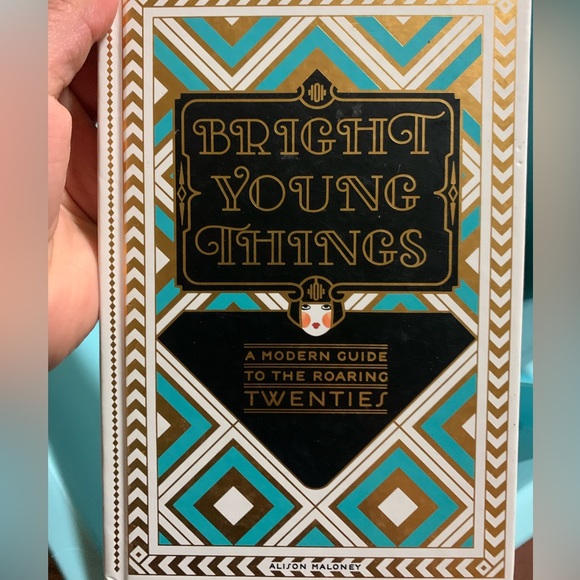 BRIGHT
YOUNG
THINGS
A MODERN GUIDE
TO THE ROARING
TWENTIES
ALISON MALONEY